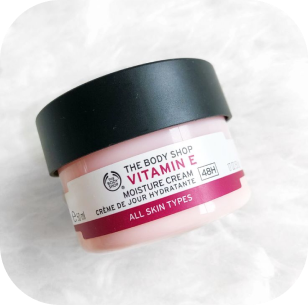 THE BODY SHOP
VITAMIN E
MOISTURE CREAM
CRÈME DE JOUR HYDRATANTE
48H
ALL SKIN TYPES